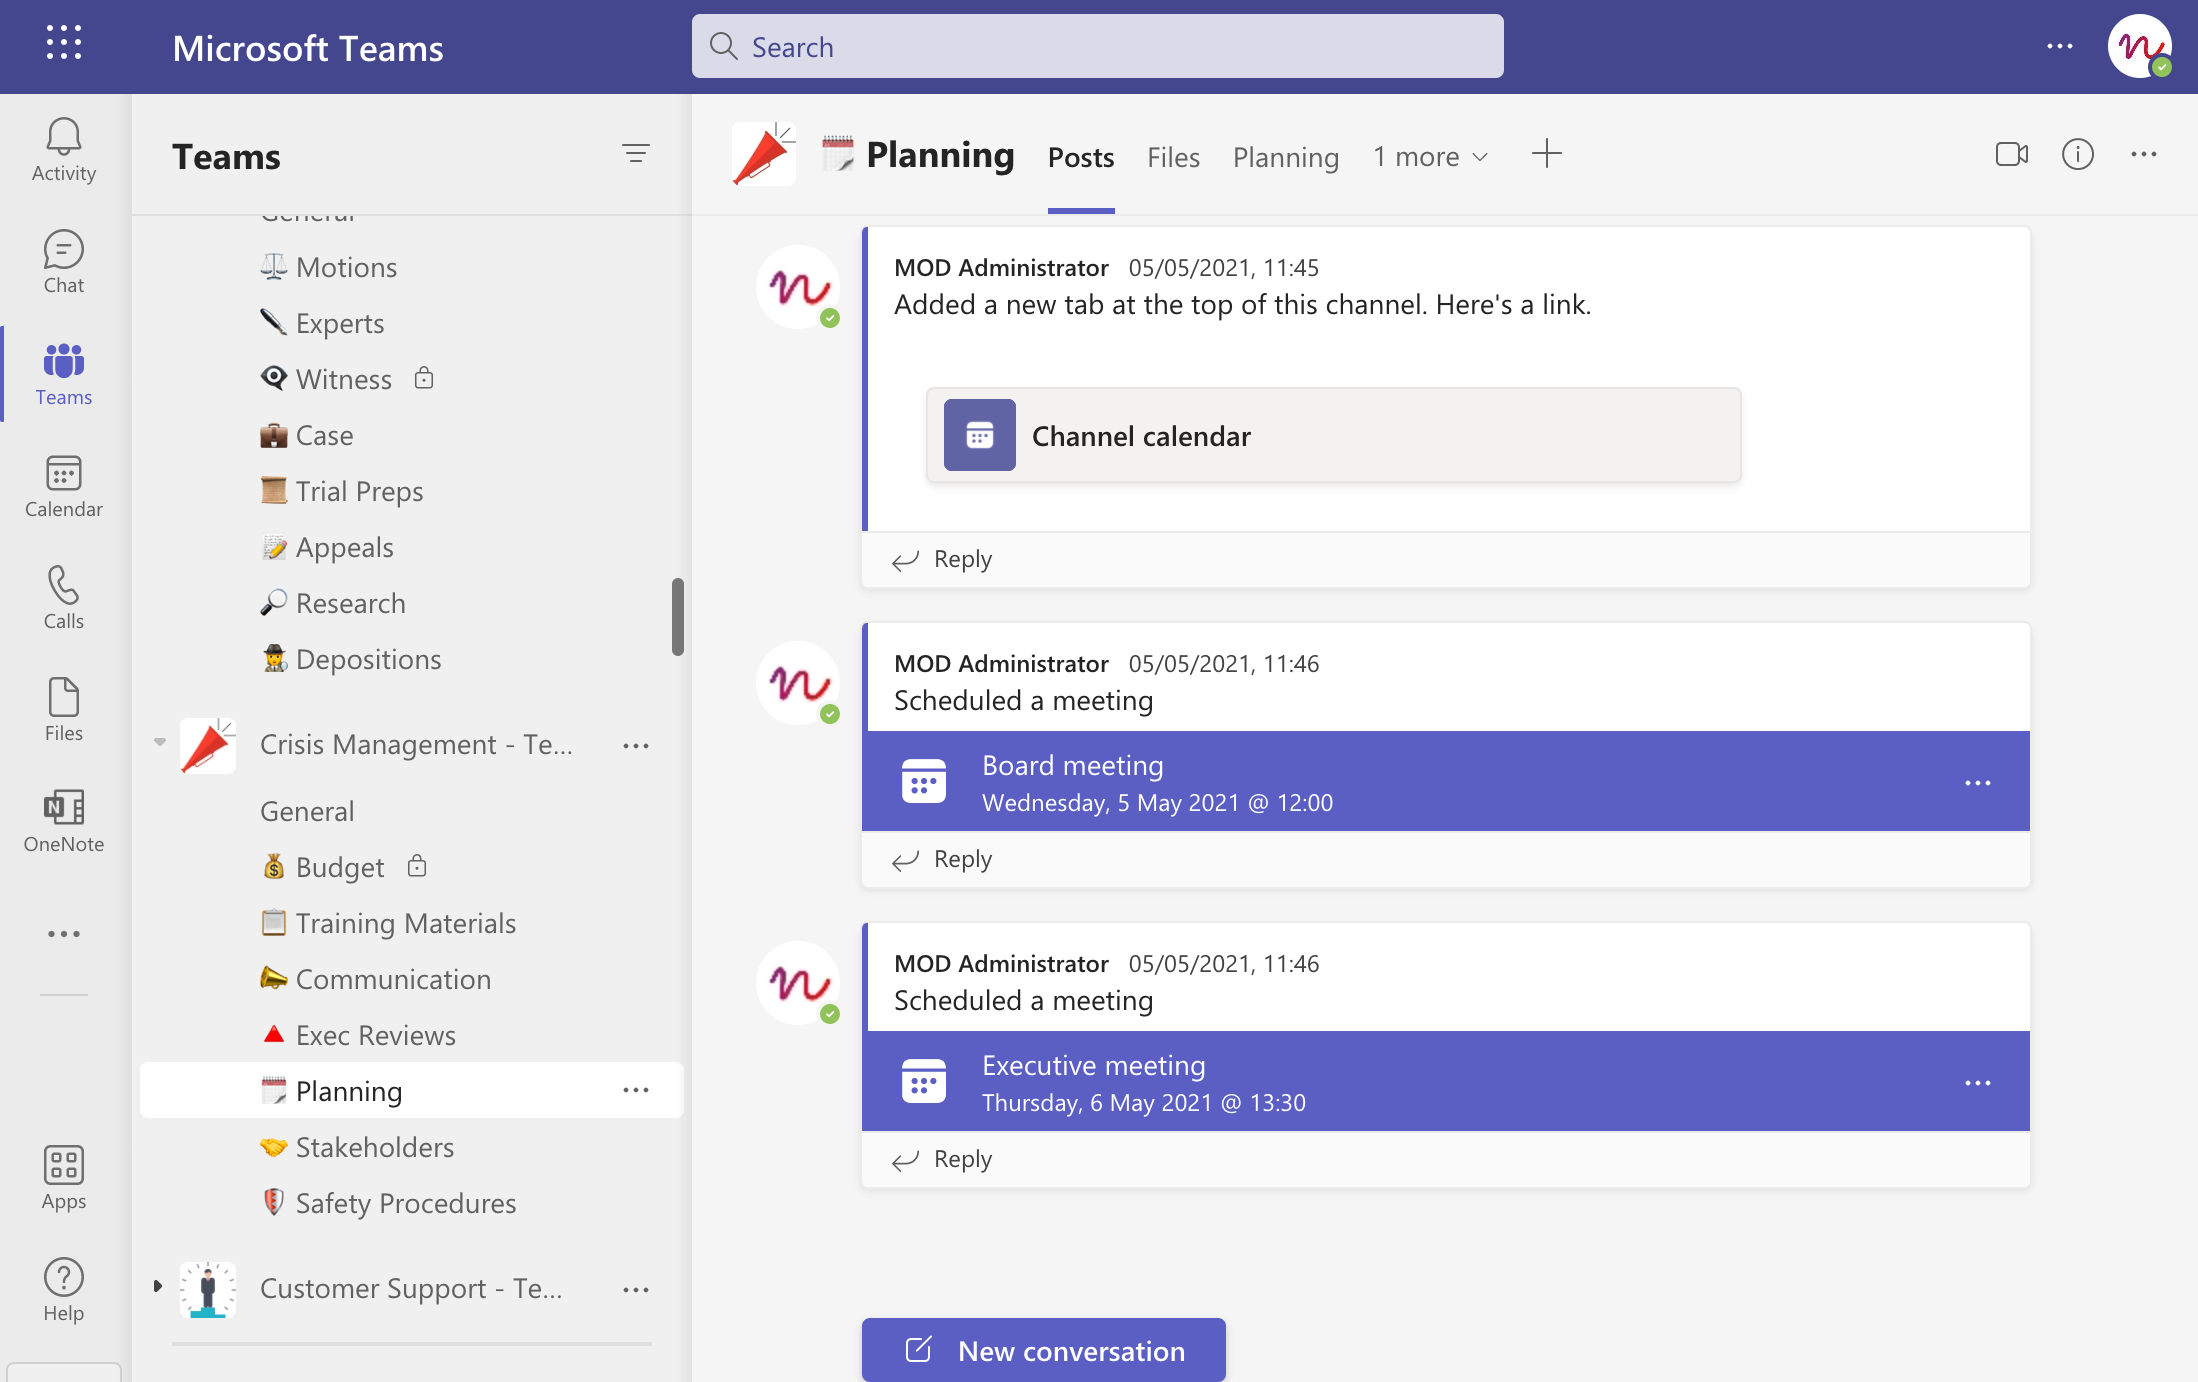 Microsoft Teams
Search
Activity
Chat
Teams
Calendar
Calls
Files
OneNote
Apps
Help
Teams
General
Motions
Experts
Witness
Case
Trial Preps
Appeals
Research
Depositions
Crisis Management - Te...
General
Budget
Training Materials
Communication
Exec Reviews
Planning
Stakeholders
Safety Procedures
Customer Support - Te...
Planning Posts Files Planning 1 more
MOD Administrator 05/05/2021, 11:45
Added a new tab at the top of this channel. Here's a link.
Channel calendar
Reply
MOD Administrator 05/05/2021, 11:46
Scheduled a meeting
Board meeting
Wednesday, 5 May 2021 @ 12:00
Reply
MOD Administrator 05/05/2021, 11:46
Scheduled a meeting
Executive meeting
Thursday, 6 May 2021 @ 13:30
Reply
New conversation